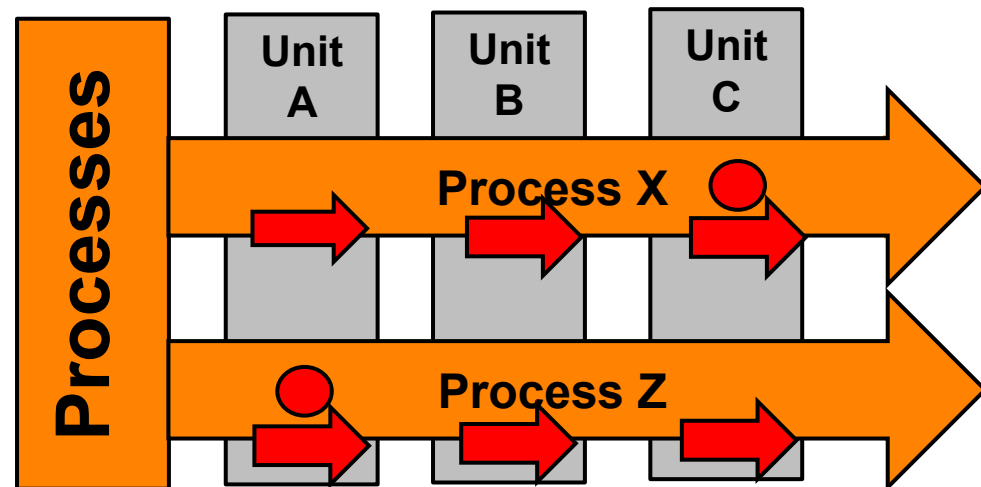 Processes
Unit
A
Unit
B
Unit
C
Process X
Process Z